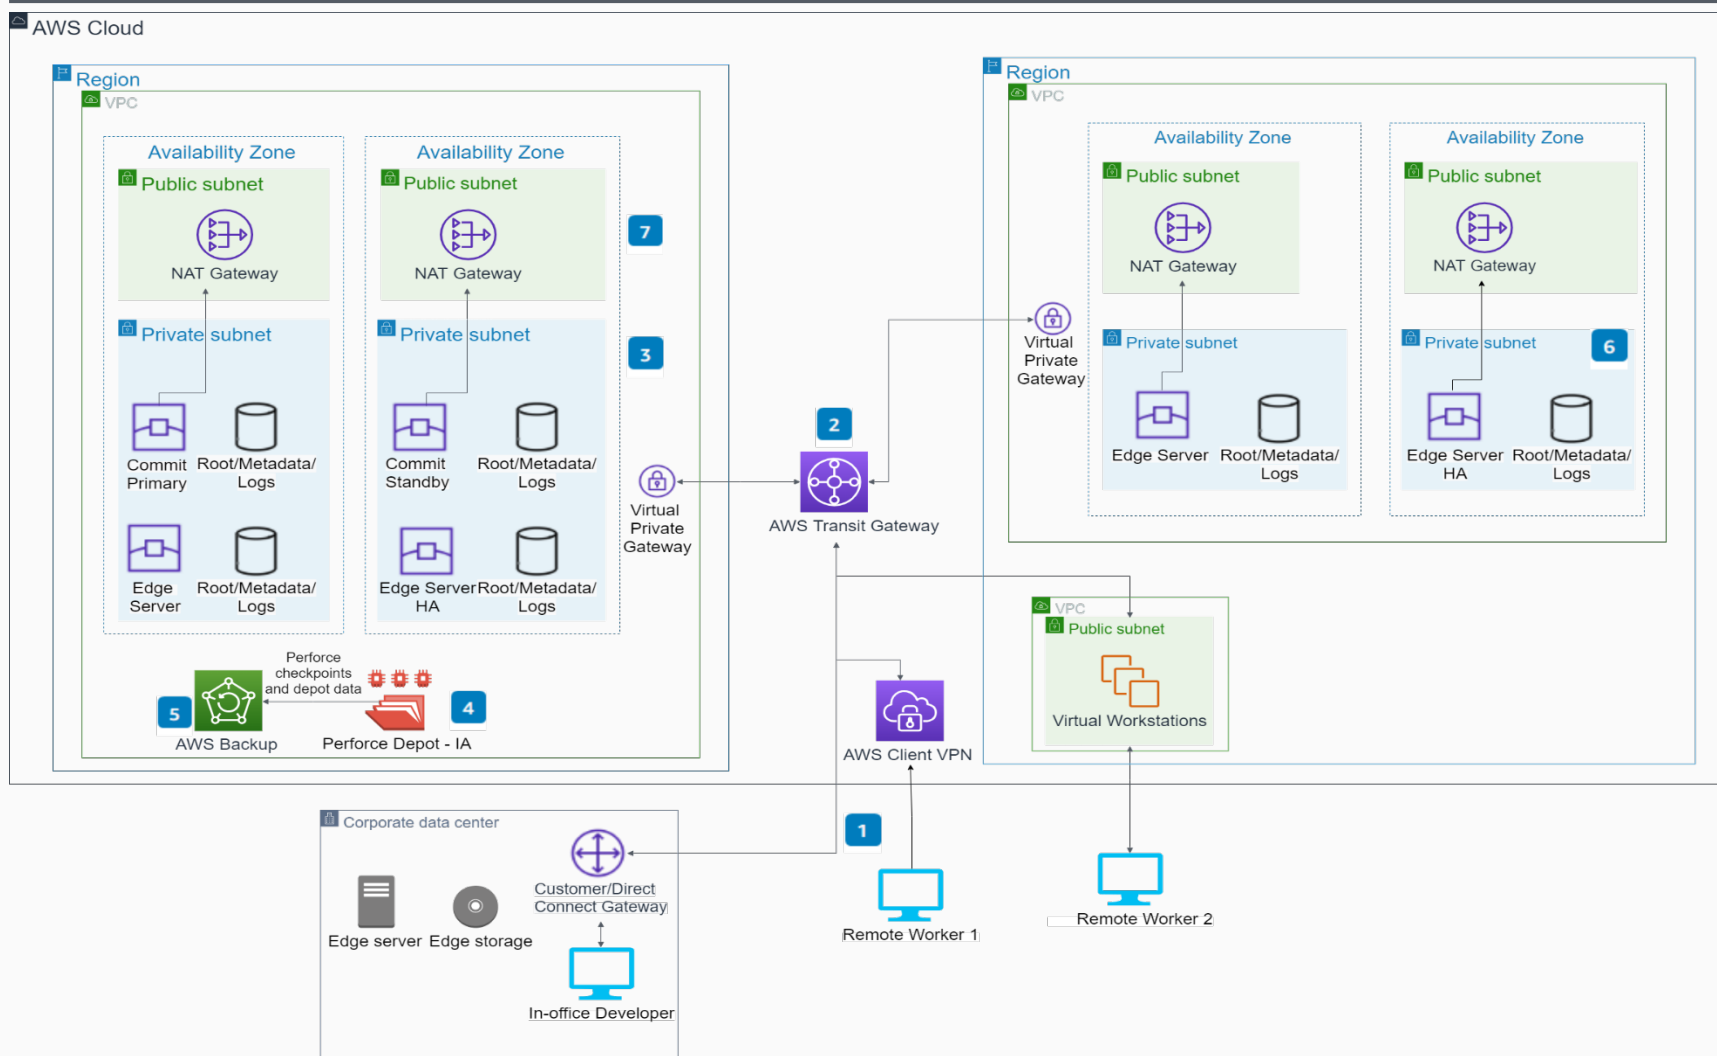 AWS Cloud
Region
VPC
Availability Zone
Public subnet
NAT Gateway
Private subnet
Commit
Primary
Root/Metadata/
Logs
Edge
Server
Root/Metadata/
Logs
Availability Zone
Public subnet
NAT Gateway
Private subnet
Commit
Standby
Root/Metadata/
Logs
Edge Server
HA
Root/Metadata/
Logs
7
3
Perforce
checkpoints
and depot data
5
AWS Backup
4
Perforce Depot - IA
Virtual
Private
Gateway
2
AWS Transit Gateway
Region
VPC
Virtual
Private
Gateway
Availability Zone
Public subnet
NAT Gateway
Private subnet
Edge Server
Root/Metadata/
Logs
Availability Zone
Public subnet
NAT Gateway
Private subnet
6
Edge Server
HA
Root/Metadata/
Logs
VPC
Public subnet
Virtual Workstations
AWS Client VPN
Corporate data center
1
Customer/Direct
Connect Gateway
Edge server
Edge storage
In-office Developer
Remote Worker 1
Remote Worker 2